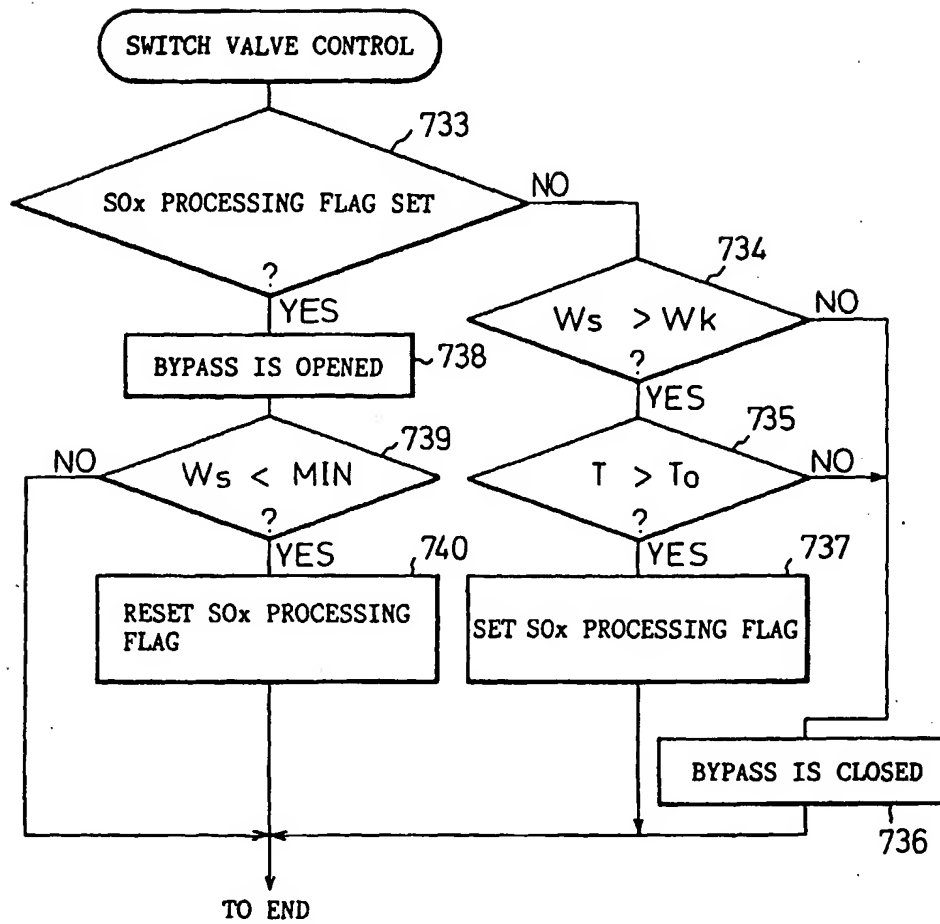 SWITCH VALVE CONTROL
733
SOx PROCESSING FLAG SET
?
NO
YES
734
Ws > Wk
?
NO
YES
BYPASS IS OPENED
738
739
Ws < MIN
?
NO
YES
735
T > To
?
NO
YES
740
RESET SOx PROCESSING
FLAG
737
SET SOx PROCESSING FLAG
BYPASS IS CLOSED
736
TO END